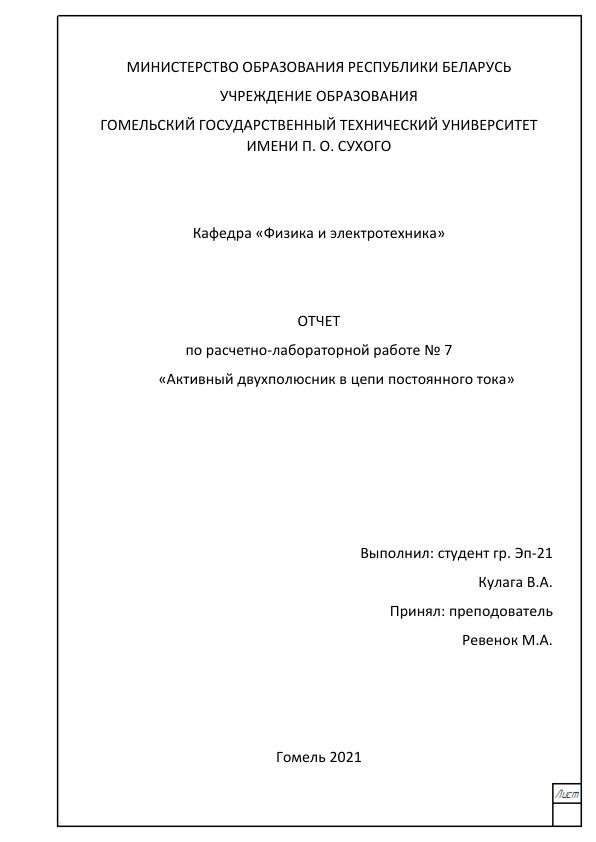 МИНИСТЕРСТВО ОБРАЗОВАНИЯ РЕСПУБЛИКИ БЕЛАРУСЬ
УЧРЕЖДЕНИЕ ОБРАЗОВАНИЯ
ГОМЕЛЬСКИЙ ГОСУДАРСТВЕННЫЙ ТЕХНИЧЕСКИЙ УНИВЕРСИТЕТ
ИМЕНИ П. О. СУХОГО
Кафедра «Физика и электротехника»
ОТЧЕТ
по расчетно-лабораторной работе № 7
«Активный двухполюсник в цепи постоянного тока»
Выполнил: студент гр. Эп-21
Кулага В.А.
Принял: преподователь
Ревенок М.А.
Гомель 2021
Лист